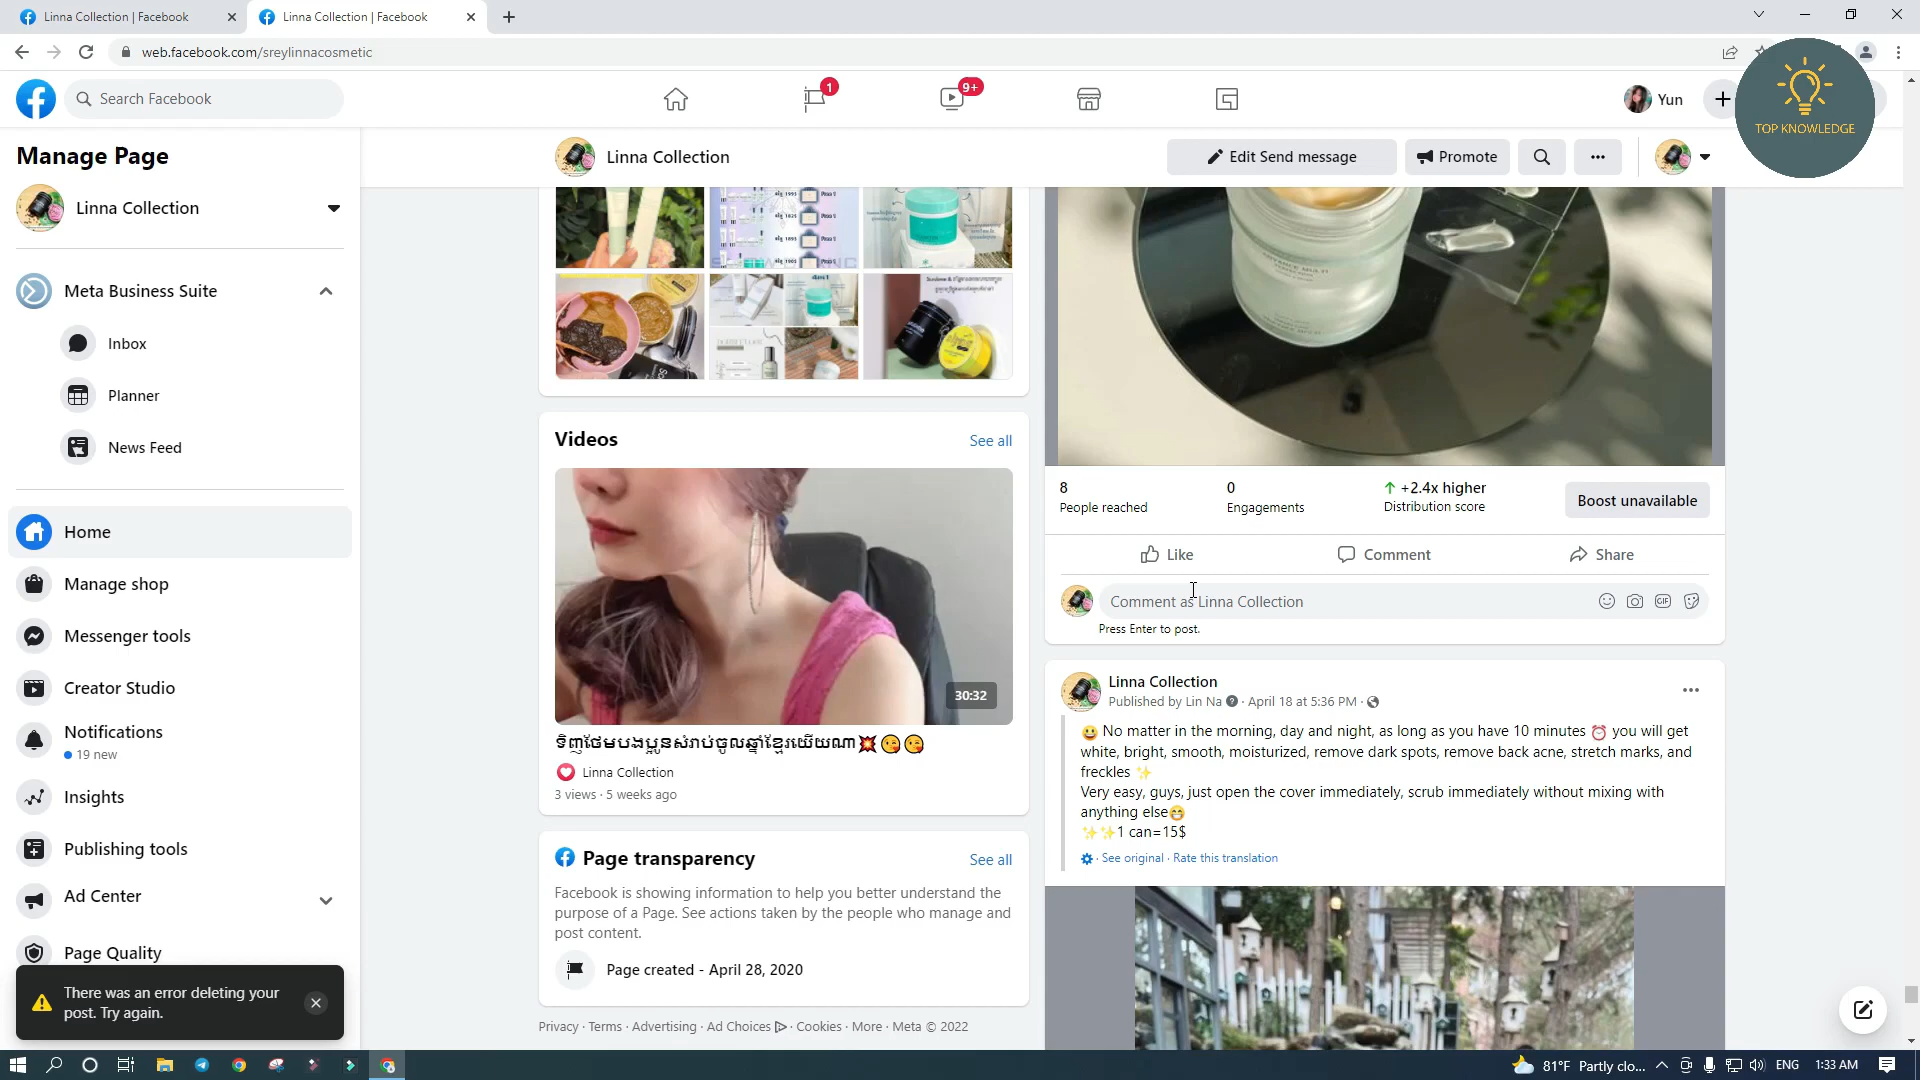 Linna Collection | Facebook
Linna Collection | Facebook
web.facebook.com/sreylinnacosmetic
Search Facebook
1
9+
Yun
TOP KNOWLEDGE
Manage Page
Linna Collection
Meta Business Suite
Inbox
Planner
News Feed
Home
Manage shop
Messenger tools
Creator Studio
Notifications
19 new
Insights
Publishing tools
Ad Center
Page Quality
There was an error deleting your
post. Try again.
Linna Collection
Edit Send message
Promote
Videos
See all
30:32
ទិញថែមបងប្អូនសំរាប់ចូលឆ្នាំខ្មែរយើយណា💥😘😘
Linna Collection
3 views · 5 weeks ago
Page transparency
See all
Facebook is showing information to help you better understand the
purpose of a Page. See actions taken by the people who manage and
post content.
Page created - April 28, 2020
Privacy · Terms · Advertising · Ad Choices · Cookies · More · Meta © 2022
8
People reached
0
Engagements
+2.4x higher
Distribution score
Boost unavailable
Like
Comment
Share
Comment as Linna Collection
GIF
Press Enter to post.
Linna Collection
Published by Lin Na · April 18 at 5:36 PM ·
😃 No matter in the morning, day and night, as long as you have 10 minutes ⏰ you will get
white, bright, smooth, moisturized, remove dark spots, remove back acne, stretch marks, and
freckles ✨
Very easy, guys, just open the cover immediately, scrub immediately without mixing with
anything else😁
✨✨1 can=15$
· See original · Rate this translation
81°F Partly clo...
ENG
1:33 AM